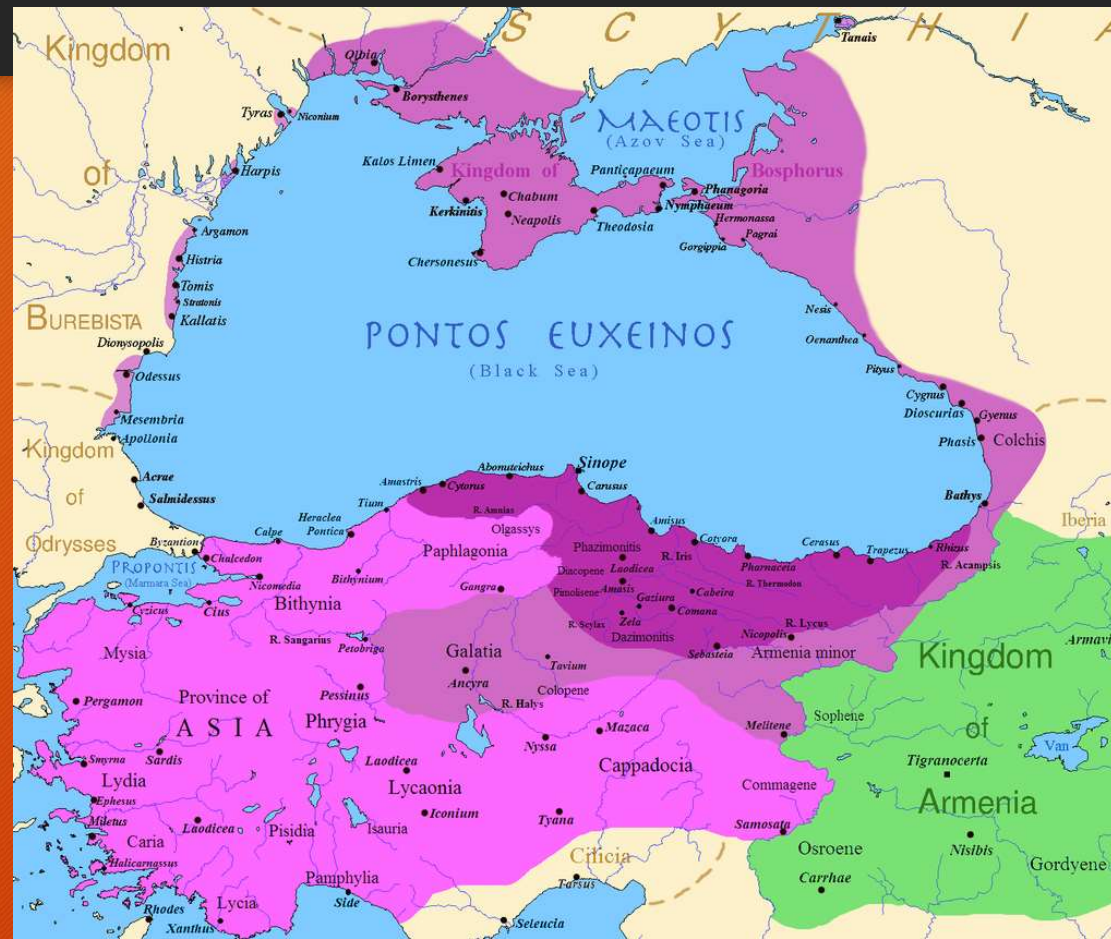 S C Y T H I A
Kingdom
Tanais
Olbia
Borysthenes
Tyras
Niconium
MAEOTIS
(Azov Sea)
of
Harpis
Kalos Limen
Kingdom of
Panticapaeum
Bosphorus
Chabum
Phanagoria
Kerkinitis
Neapolis
Theodosia
Nymphaeum
Hermonassa
Argamon
Gorgippia
Pagrai
Histria
Chersonesus
Tomis
Stratonis
BUREBISTA
Kallatis
Nesis
Dionysopolis
PONTOS EUXEINOS
(Black Sea)
Oenanthea
Odessus
Pityus
Cygnus
Dioscurias
Mesembria
Gyenus
Apollonia
Phasis
Colchis
Kingdom
of
Odrysses
Acrae
Salmidessus
Abonuteichus
Sinope
Amastris
Cytorus
Carusus
Bathys
Tium
R. Amnias
Iberia
Heraclea
Pontica
Olgassys
Amisus
Calpe
Byzantion
Paphlagonia
Phazimonitis
R. Iris
Cotyora
Cerasus
Trapezus
Rhizus
Chalcedon
Diacopene
Laodicea
Pharnaceia
R. Acampsis
PROPONTIS
(Marmara Sea)
Nicomedia
Bithynium
Gangra
Pimolisene
Amasis
Gaziura
Cabeira
R. Thermodon
Cyzicus
Cius
Bithynia
R. Scylax
Zela
Comana
R. Lycus
Dazimonitis
Nicopolis
Armavi
R. Sangarius
Petobriga
Mysia
Galatia
Tavium
Sebasteia
Armenia minor
Kingdom
of
Armenia
Ancyra
Colopene
Pergamon
Province of
ASIA
Pessinus
R. Halys
Phrygia
Mazaca
Melitene
Sophene
Nyssa
Van
Smyrna
Sardis
Laodicea
Cappadocia
Tigranocerta
Lydia
Lycaonia
Commagene
Ephesus
Miletus
Iconium
Tyana
Laodicea
Pisidia
Isauria
Samosata
Caria
Osroene
Nisibis
Halicarnassus
Cilicia
Gordyene
Carrhae
Pamphylia
Tarsus
Lycia
Side
Rhodes
Xanthus
Seleucia